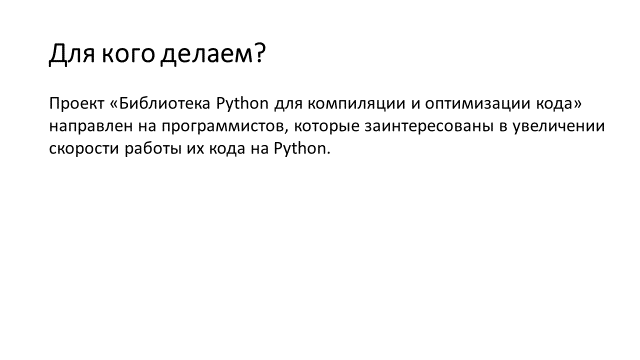 Для кого делаем?
Проект «Библиотека Python для компиляции и оптимизации кода»
направлен на программистов, которые заинтересованы в увеличении
скорости работы их кода на Python.